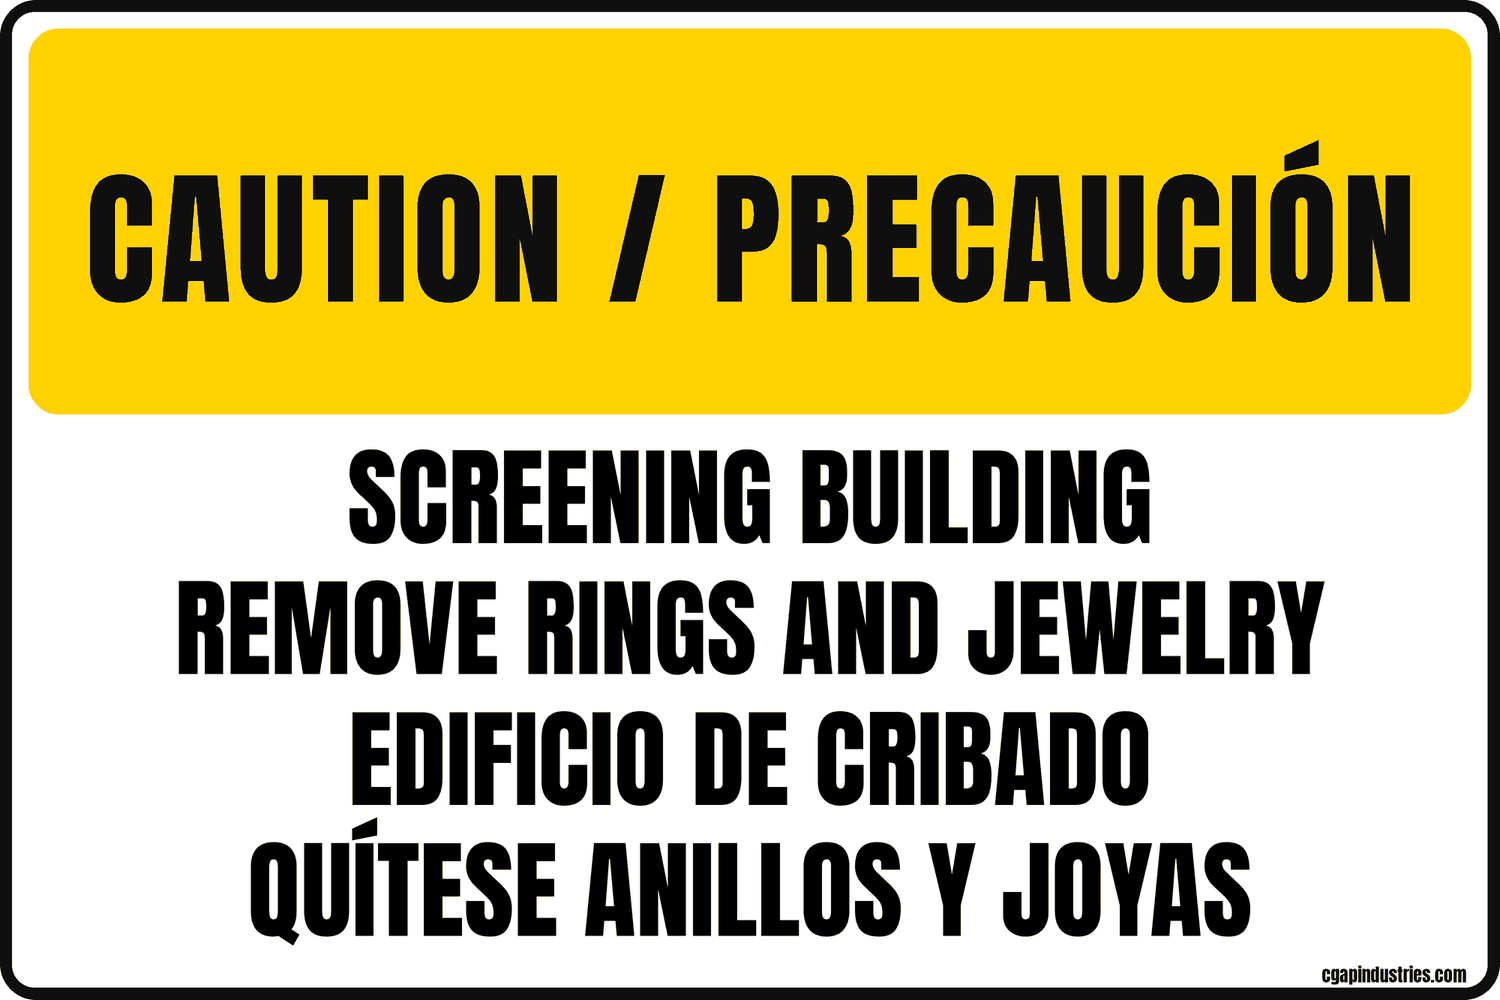 CAUTION / PRECAUCIÓN
SCREENING BUILDING
REMOVE RINGS AND JEWELRY
EDIFICIO DE CRIBADO
QUÍTESE ANILLOS Y JOYAS
cgapindustries.com